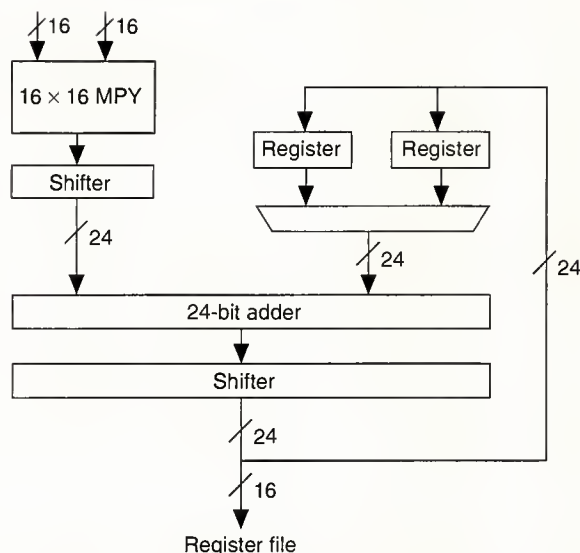 16 16
16 × 16 MPY
Register Register
Shifter
24
24
24
24-bit adder
Shifter
24
16
Register file